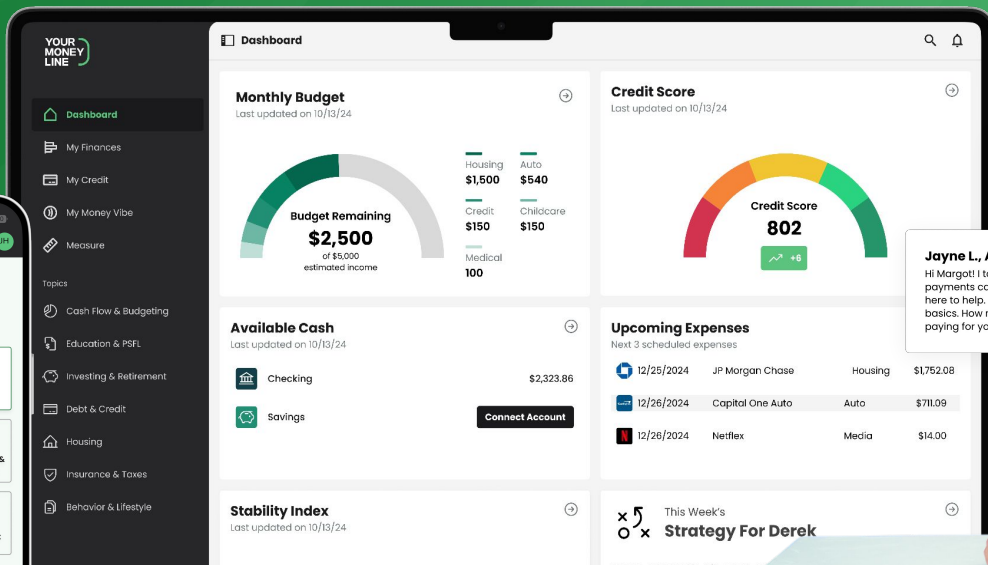 YOUR
MONEY
LINE
Dashboard
My Finances
My Credit
My Money Vibe
Measure
Topics
Cash Flow & Budgeting
Education & PSFL
Investing & Retirement
Debt & Credit
Housing
Insurance & Taxes
Behavior & Lifestyle
Dashboard
Monthly Budget
Last updated on 10/13/24
Budget Remaining
$2,500
of $5,000
estimated income
Housing Auto
$1,500 $540
Credit Childcare
$150 $150
Medical
100
Credit Score
Last updated on 10/13/24
Credit Score
802
+6
Available Cash
Last updated on 10/13/24
Checking $2,323.86
Savings Connect Account
Upcoming Expenses
Next 3 scheduled expenses
12/25/2024 JP Morgan Chase Housing $1,752.08
12/26/2024 Capital One Auto Auto $711.09
N 12/26/2024 Netflex Media $14.00
Jayne L.,
Hi Margot! I
payments
here to help.
basics. How
paying for
Stability Index
Last updated on 10/13/24
This Week's
Strategy For Derek
&